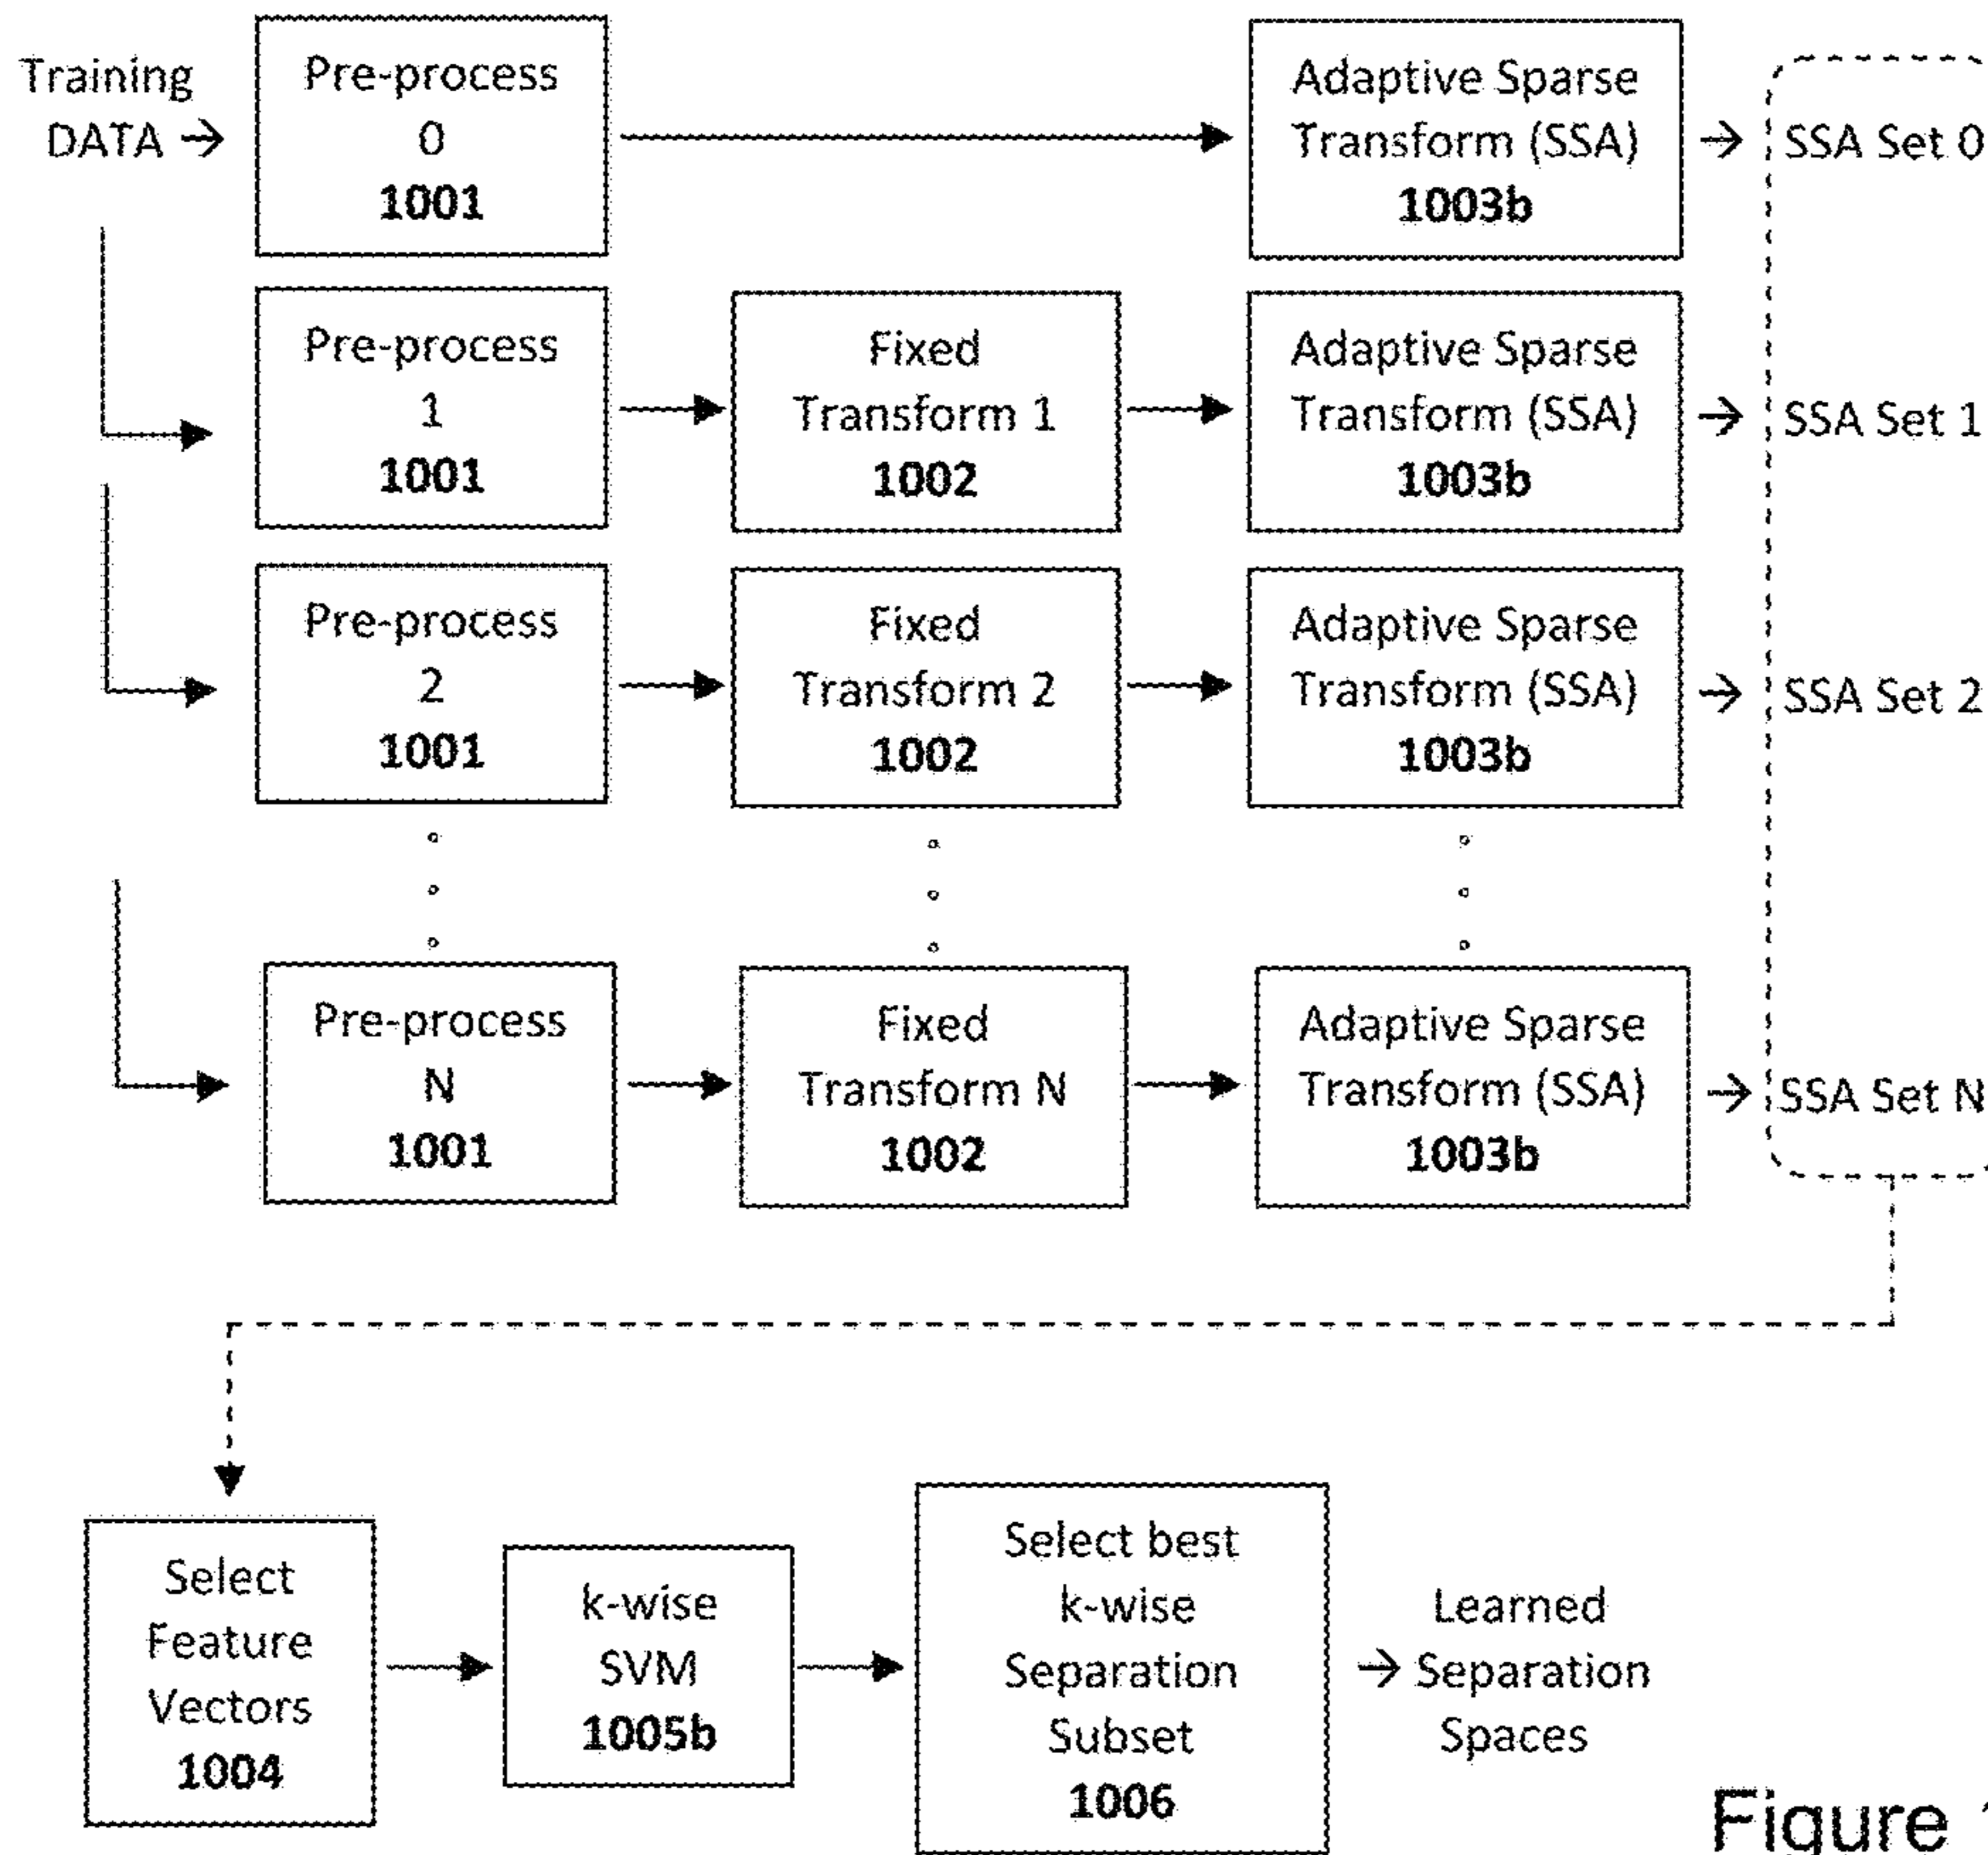 Training
DATA →
Pre-process
0
1001
Adaptive Sparse
Transform (SSA)
1003b
→ SSA Set 0
Pre-process
1
1001
Fixed
Transform 1
1002
Adaptive Sparse
Transform (SSA)
1003b
→ SSA Set 1
Pre-process
2
1001
Fixed
Transform 2
1002
Adaptive Sparse
Transform (SSA)
1003b
→ SSA Set 2
Pre-process
N
1001
Fixed
Transform N
1002
Adaptive Sparse
Transform (SSA)
1003b
→ SSA Set N
Select
Feature
Vectors
1004
k-wise
SVM
1005b
Select best
k-wise
Separation
Subset
1006
Learned
→ Separation
Spaces
Figure